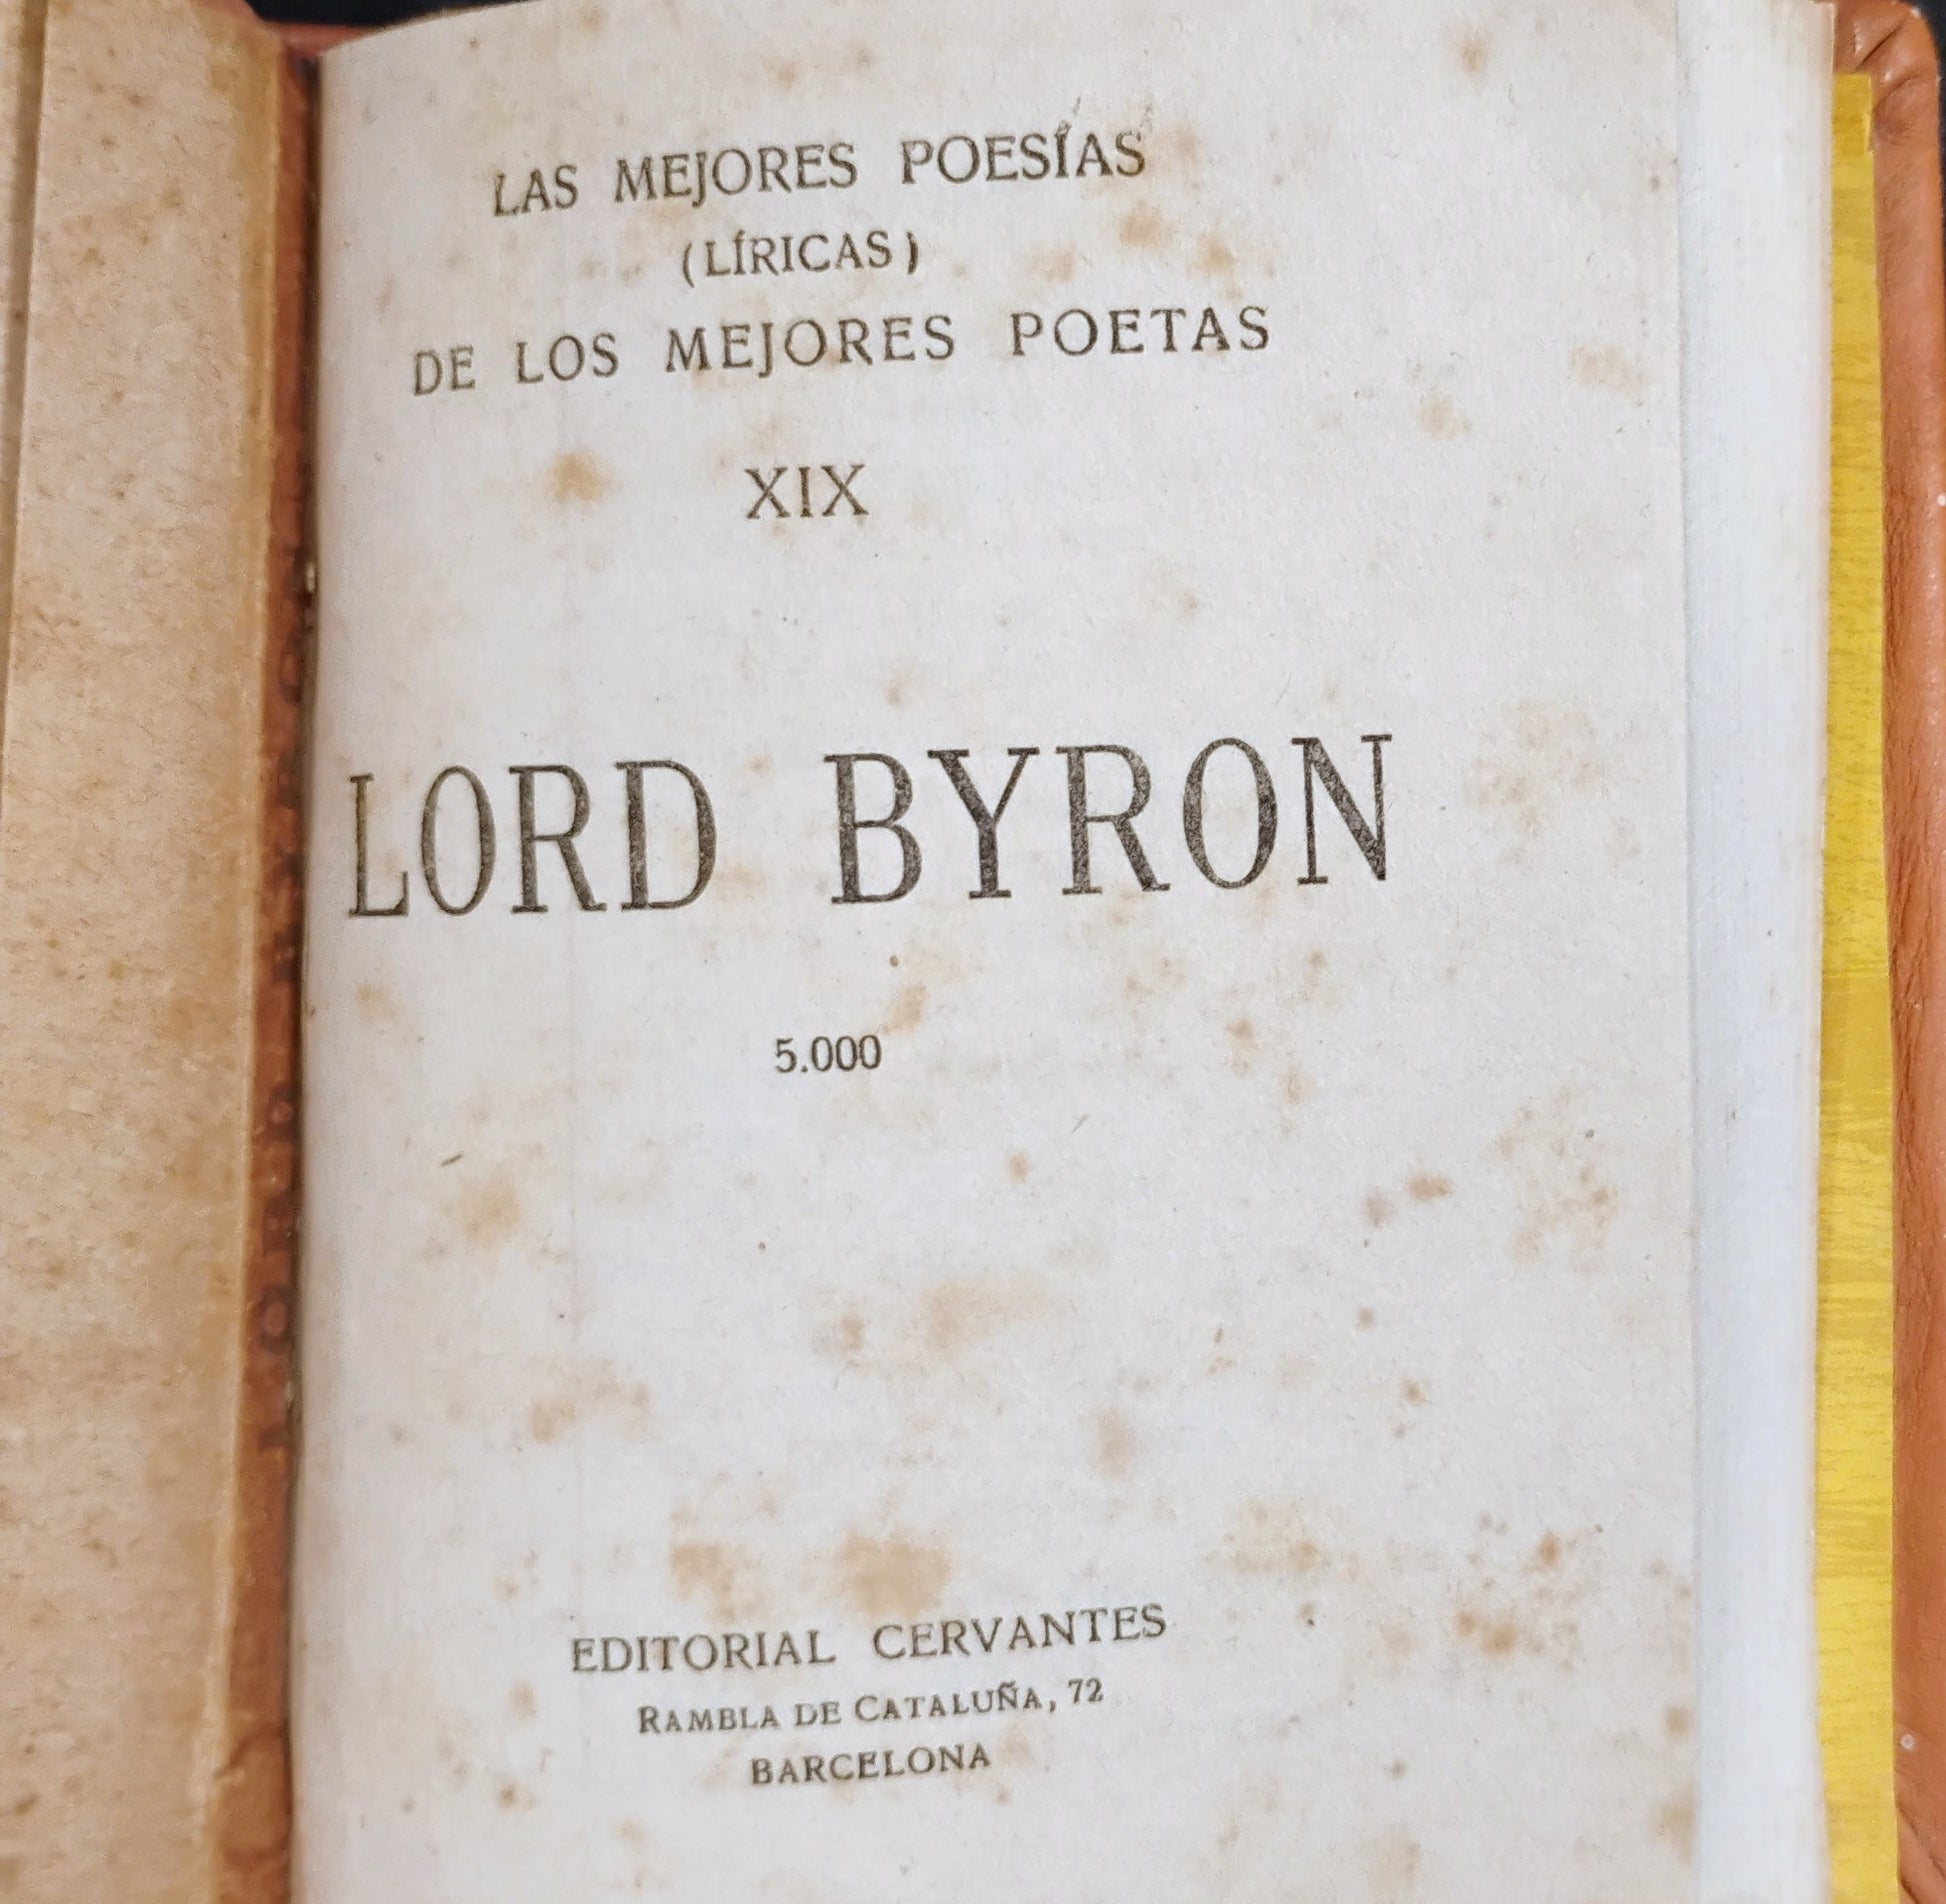 LAS MEJORES POESÍAS
(LÍRICAS)
DE LOS MEJORES POETAS
XIX
LORD BYRON
5.000
EDITORIAL CERVANTES
RAMBLA DE CATALUÑA, 72
BARCELONA